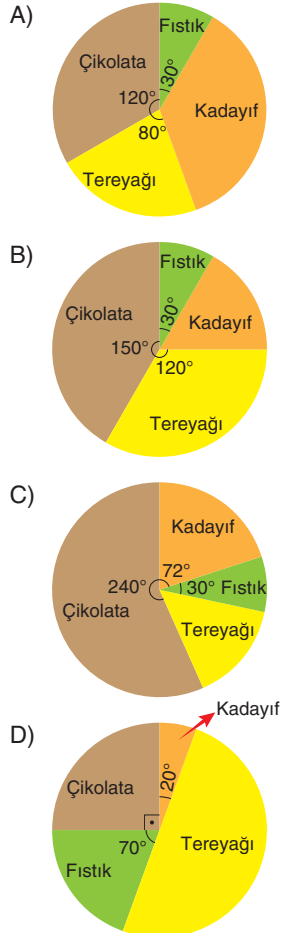 A)
Fıstık
Çikolata
30°
120°
Kadayıf
80°
Tereyağı
B)
Fıstık
Çikolata
30°
Kadayıf
150°
120°
Tereyağı
C)
Kadayıf
72°
240°
30° Fıstık
Çikolata
Tereyağı
Kadayıf
D)
Çikolata
20°
70°
Tereyağı
Fıstık